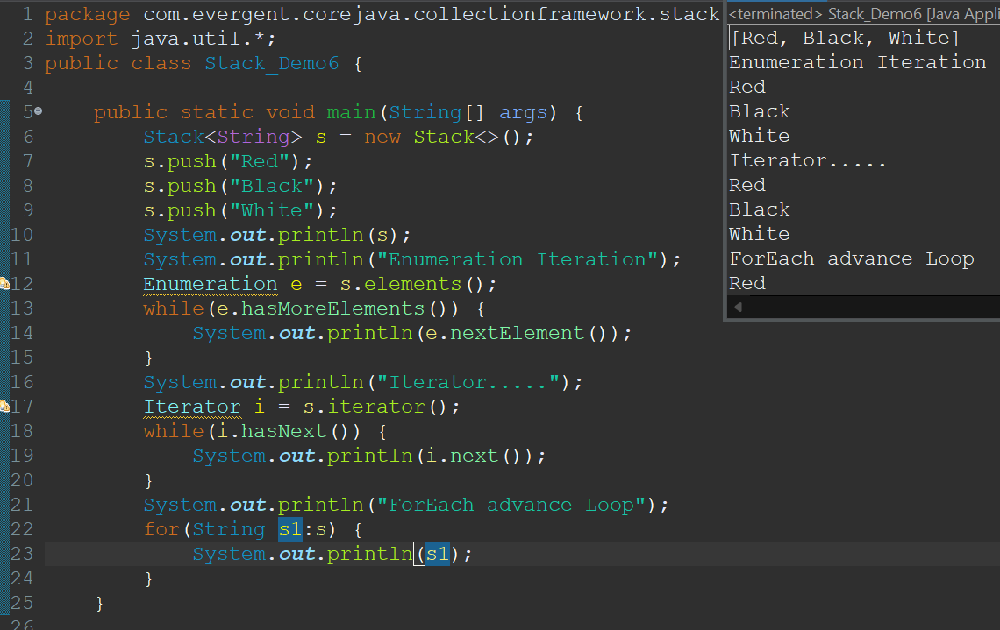 1 package com.evergent.corejava.collectionframework.stack
2 import java.util.*;
3 public class Stack_Demo6 {
4
5 public static void main(String[] args) {
6 Stack<String> s = new Stack<>();
7 s.push("Red");
8 s.push("Black");
9 s.push("White");
10 System.out.println(s);
11 System.out.println("Enumeration Iteration");
12 Enumeration e = s.elements();
13 while(e.hasMoreElements()) {
14 System.out.println(e.nextElement());
15 }
16 System.out.println("Iterator.....");
17 Iterator i = s.iterator();
18 while(i.hasNext()) {
19 System.out.println(i.next());
20 }
21 System.out.println("ForEach advance Loop");
22 for(String s1:s) {
23 System.out.println(s1);
24 }
25 }
26
<terminated> Stack_Demo6 [Java Appli
[Red, Black, White]
Enumeration Iteration
Red
Black
White
Iterator.....
Red
Black
White
ForEach advance Loop
Red